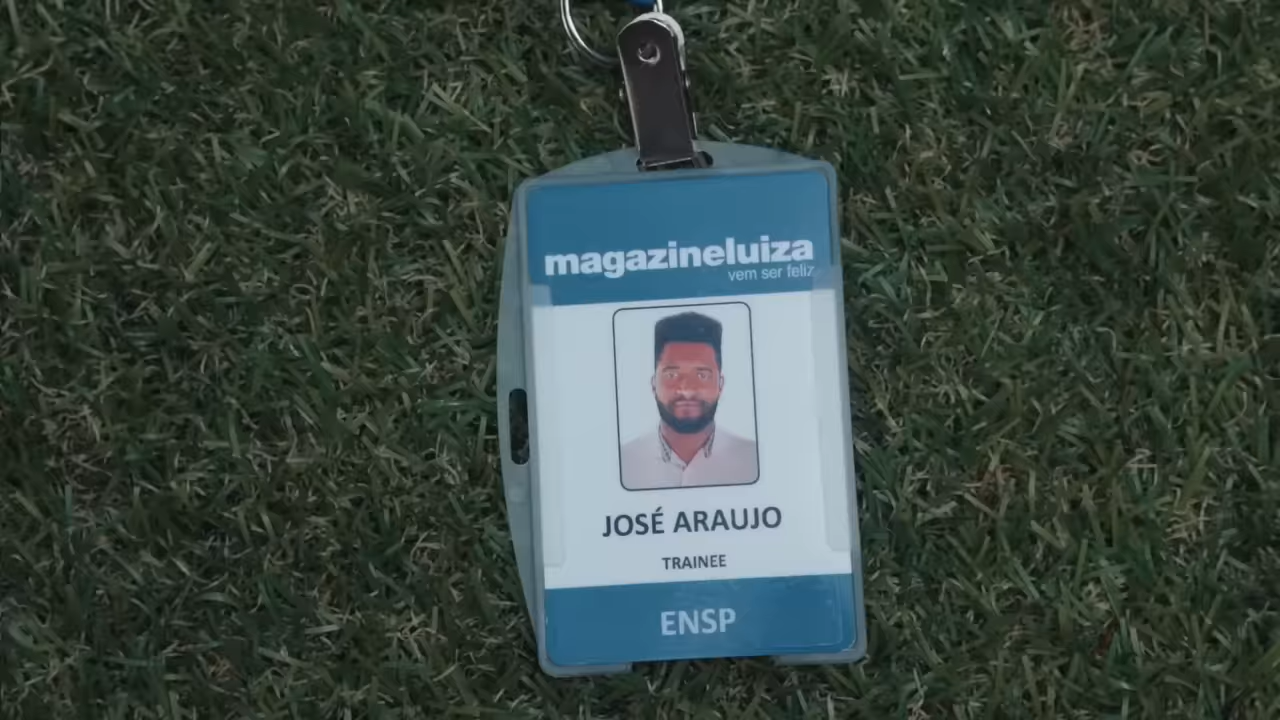 magazineluiza
vem ser feliz
JOSÉ ARAUJO
TRAINEE
ENSP